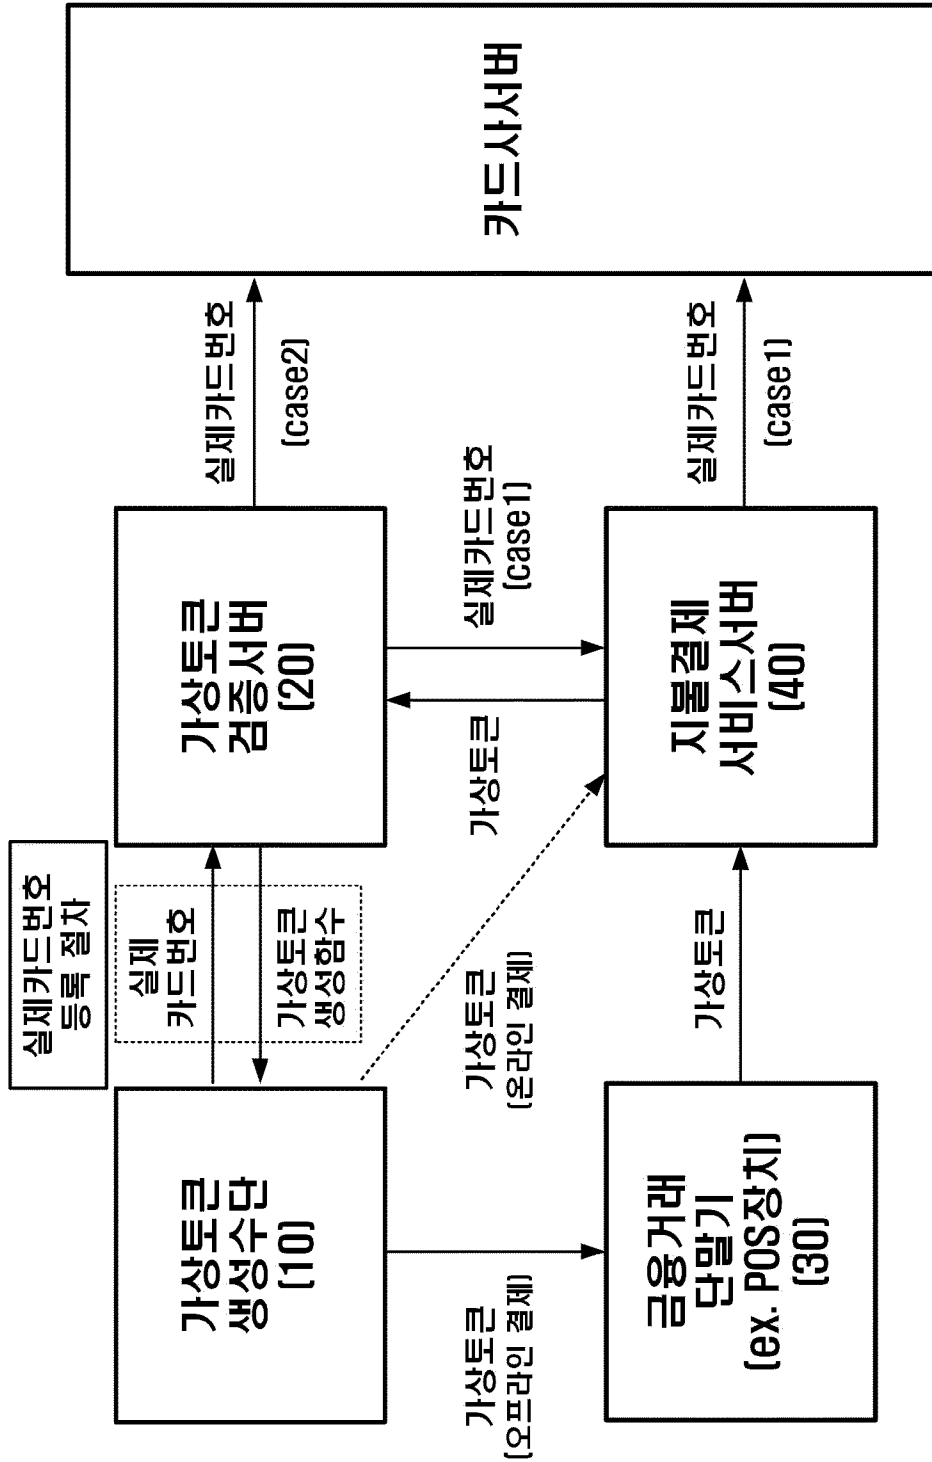 실제카드번호
등록 절차
가상토큰
생성수단
(10)
실제
카드번호
가상토큰
생성함수
가상토큰
검증서버
(20)
실제카드번호
(case2)
카드사서버
가상토큰
(오프라인 결제)
가상토큰
(온라인 결제)
가상토큰
실제카드번호
(case1)
금융거래
단말기
(ex. POS장치)
(30)
가상토큰
지불결제
서비스서버
(40)
실제카드번호
(case1)